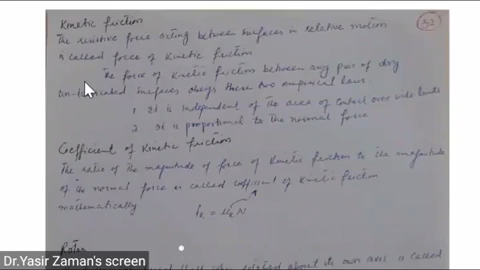 Kinetic friction
32
The resistive force acting between surfaces in relative motion
is called force of Kinetic friction
The force of Kinetic friction between any pair of dry
un-lubricated surfaces obeys these two empirical laws
1 It is independent of the area of contact over wide limits
2 It is proportional to the normal force
Coefficient of Kinetic friction
The ratio of the magnitude of force of Kinetic friction to the magnitude
of the normal force is called coefficient of Kinetic friction
mathematically
fk = μk N
is called
Dr.Yasir Zaman's screen